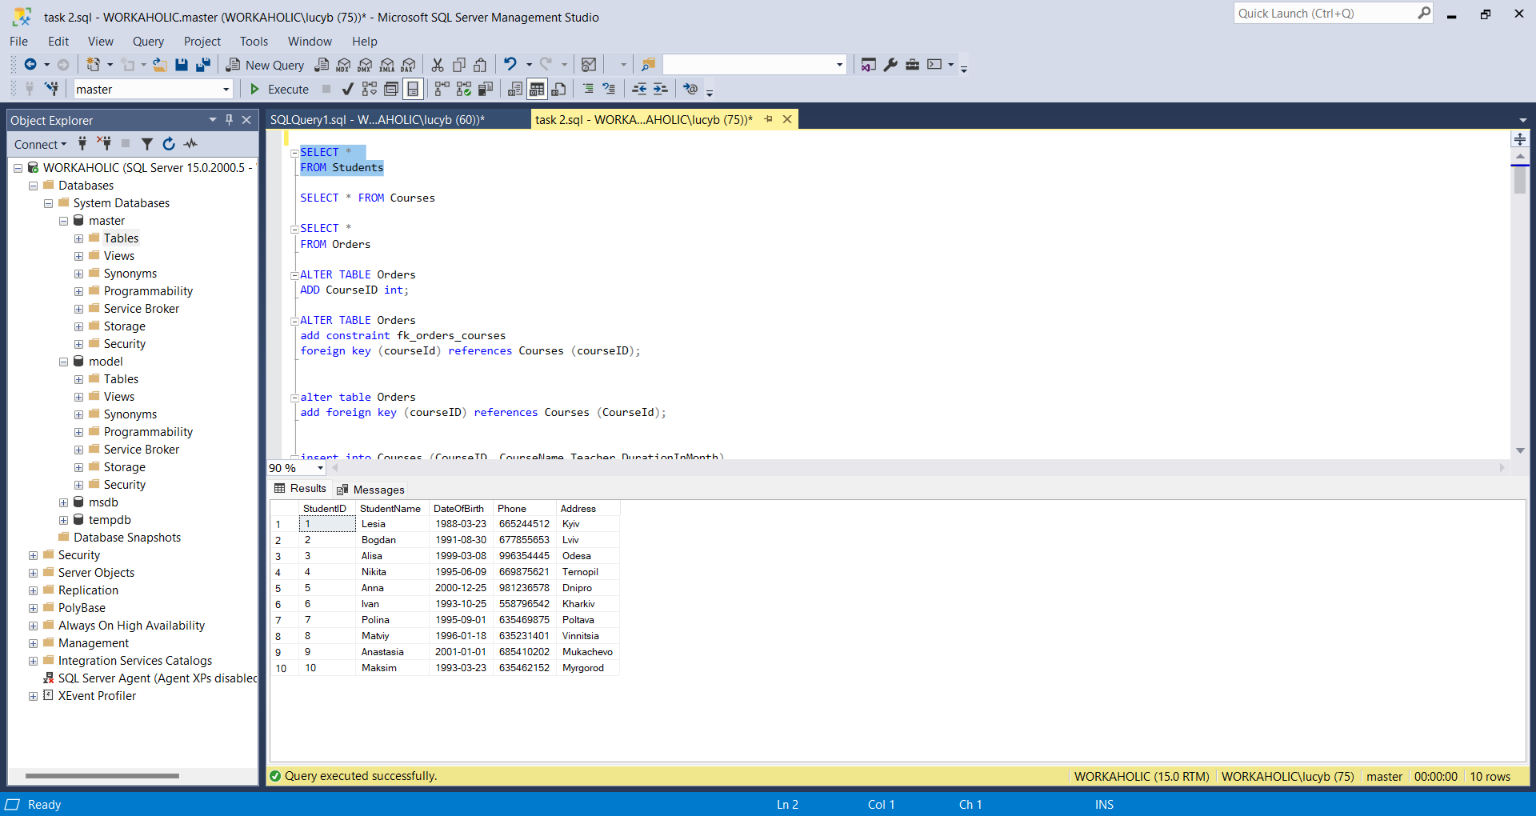 task 2.sql - WORKAHOLIC.master (WORKAHOLIC\lucyb (75))* - Microsoft SQL Server Management Studio
Quick Launch (Ctrl+Q)
File Edit View Query Project Tools Window Help
New Query MDX DMX XMLA DAX
master Execute
Object Explorer
SQLQuery1.sql - W...AHOLIC\lucyb (60))* task 2.sql - WORKA...AHOLIC\lucyb (75))*
Connect
WORKAHOLIC (SQL Server 15.0.2000.5 -
Databases
System Databases
master
Tables
Views
Synonyms
Programmability
Service Broker
Storage
Security
model
Tables
Views
Synonyms
Programmability
Service Broker
Storage
Security
msdb
tempdb
Database Snapshots
Security
Server Objects
Replication
PolyBase
Always On High Availability
Management
Integration Services Catalogs
SQL Server Agent (Agent XPs disabled
XEvent Profiler
SELECT *
FROM Students
SELECT * FROM Courses
SELECT *
FROM Orders
ALTER TABLE Orders
ADD CourseID int;
ALTER TABLE Orders
add constraint fk_orders_courses
foreign key (courseId) references Courses (courseID);
alter table Orders
add foreign key (courseID) references Courses (CourseId);
insert into Courses (CourseID, CourseName,Teacher,DurationInMonth)
90 %
Results Messages
StudentID StudentName DateOfBirth Phone Address
1 1 Lesia 1988-03-23 665244512 Kyiv
2 2 Bogdan 1991-08-30 677855653 Lviv
3 3 Alisa 1999-03-08 996354445 Odesa
4 4 Nikita 1995-06-09 669875621 Ternopil
5 5 Anna 2000-12-25 981236578 Dnipro
6 6 Ivan 1993-10-25 558796542 Kharkiv
7 7 Polina 1995-09-01 635469875 Poltava
8 8 Matviy 1996-01-18 635231401 Vinnitsia
9 9 Anastasia 2001-01-01 685410202 Mukachevo
10 10 Maksim 1993-03-23 635462152 Myrgorod
Query executed successfully.
WORKAHOLIC (15.0 RTM) WORKAHOLIC\lucyb (75) master 00:00:00 10 rows
Ready Ln 2 Col 1 Ch 1 INS